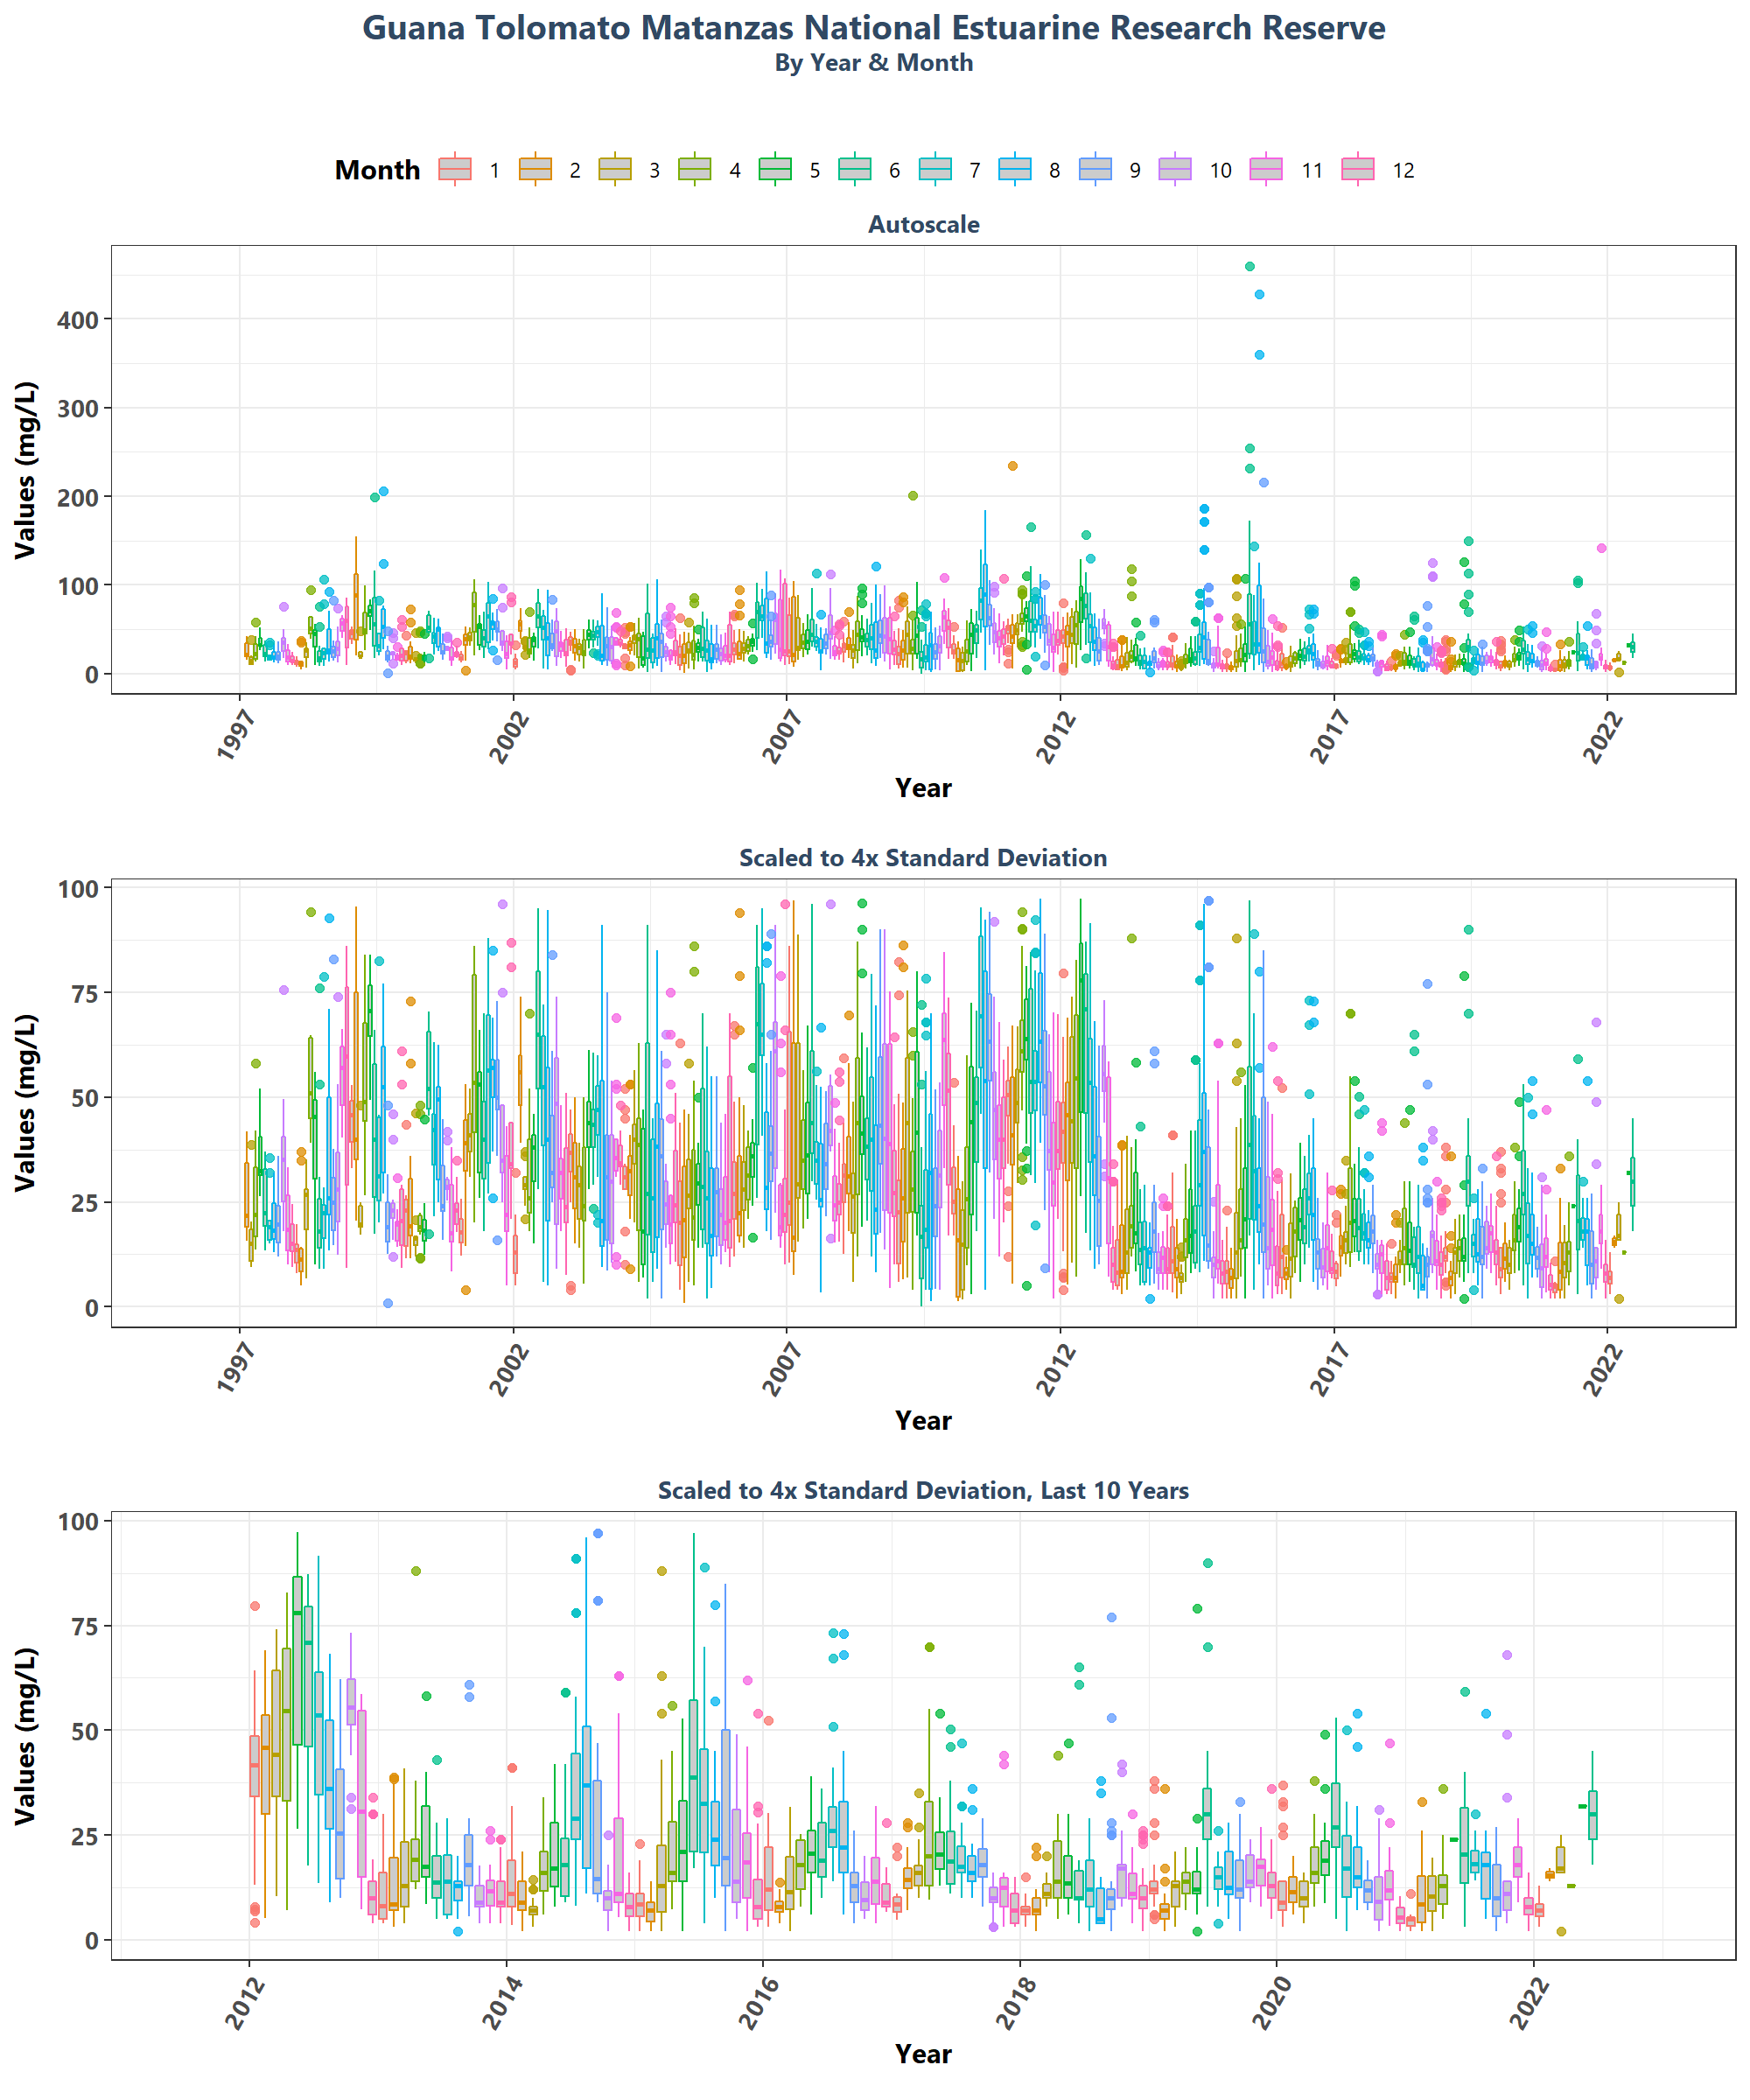 Guana Tolomato Matanzas National Estuarine Research Reserve
By Year & Month
Month 1 2 3 4 5 6 7 8 9 10 11 12
Autoscale
Values (mg/L)
400
300
200
100
0
1997 2002 2007 2012 2017 2022
Year
Scaled to 4x Standard Deviation
Values (mg/L)
100
75
50
25
0
1997 2002 2007 2012 2017 2022
Year
Scaled to 4x Standard Deviation, Last 10 Years
Values (mg/L)
100
75
50
25
0
2012 2014 2016 2018 2020 2022
Year